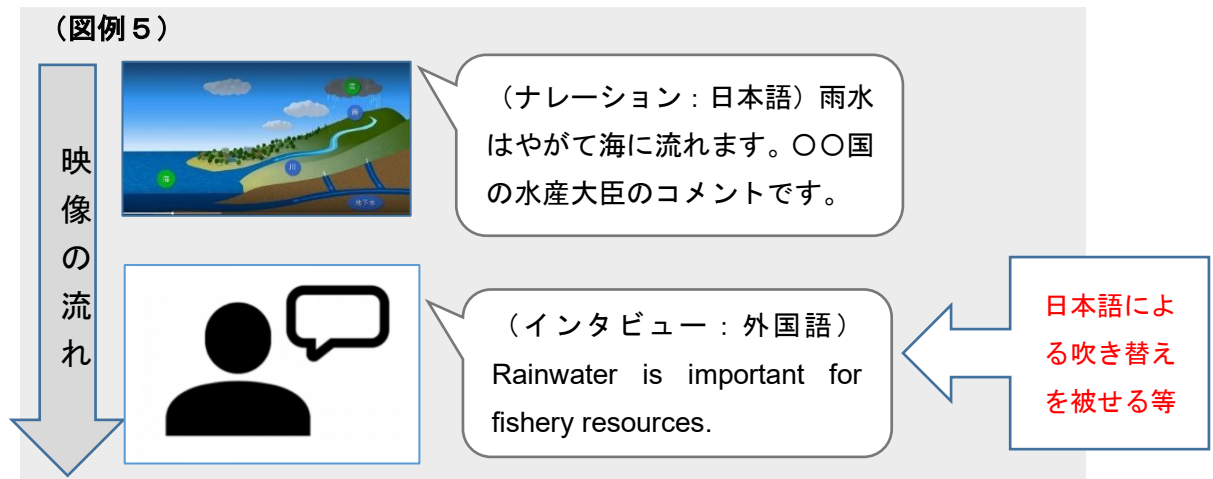 （図例５）
映像の流れ
雲
雨
川
海
地下水
（ナレーション：日本語）雨水
はやがて海に流れます。〇〇国
の水産大臣のコメントです。
（インタビュー：外国語）
Rainwater is important for
fishery resources.
日本語によ
る吹き替え
を被せる等